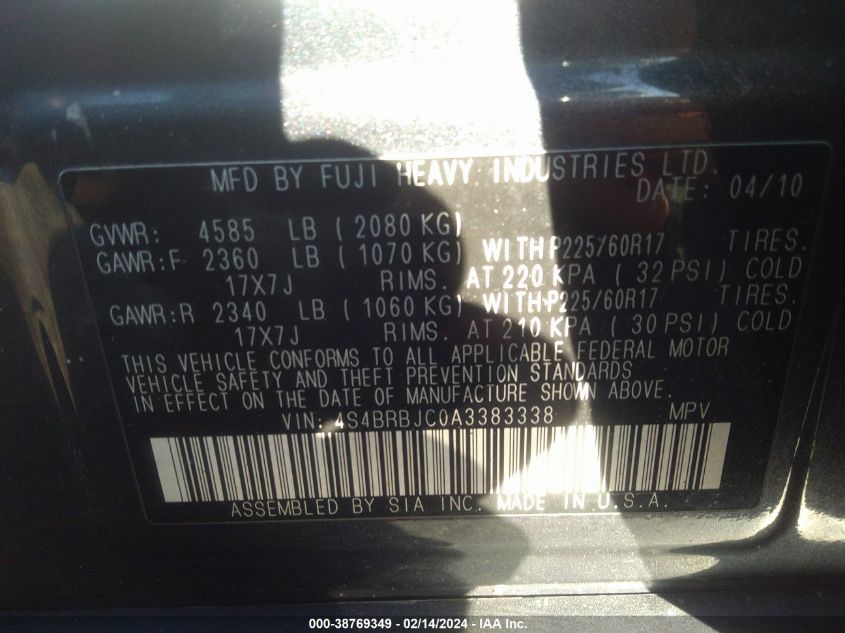 MFD BY FUJI HEAVY INDUSTRIES LTD.
DATE: 04/10
GVWR: 4585 LB ( 2080 KG)
GAWR:F 2360 LB ( 1070 KG) WITH P225/60R17 TIRES.
17X7J RIMS. AT 220 KPA ( 32 PSI) COLD
GAWR:R 2340 LB ( 1060 KG) WITH P225/60R17 TIRES.
17X7J RIMS. AT 210 KPA ( 30 PSI) COLD
THIS VEHICLE CONFORMS TO ALL APPLICABLE FEDERAL MOTOR
VEHICLE SAFETY AND THEFT PREVENTION STANDARDS
IN EFFECT ON THE DATE OF MANUFACTURE SHOWN ABOVE.
VIN: 4S4BRBJC0A3383338 MPV
ASSEMBLED BY SIA INC. MADE IN U.S.A.
000-38769349 - 02/14/2024 - IAA Inc.